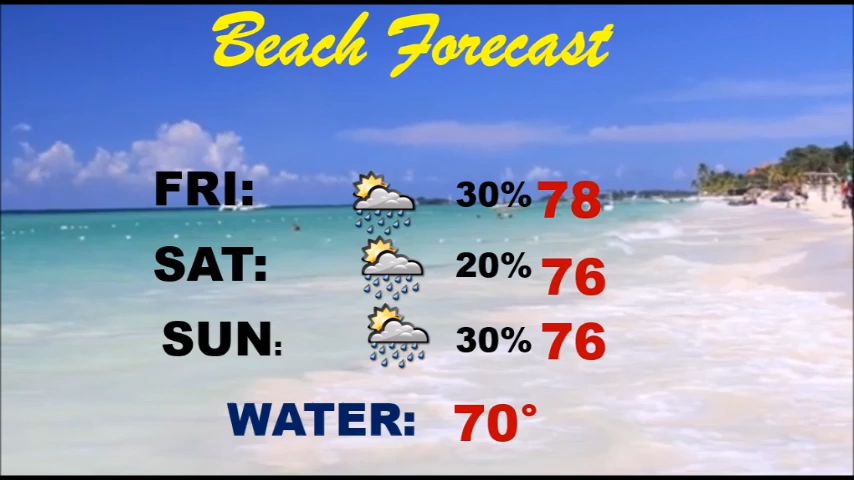 Beach Forecast
FRI: 30% 78
SAT: 20% 76
SUN: 30% 76
WATER: 70°